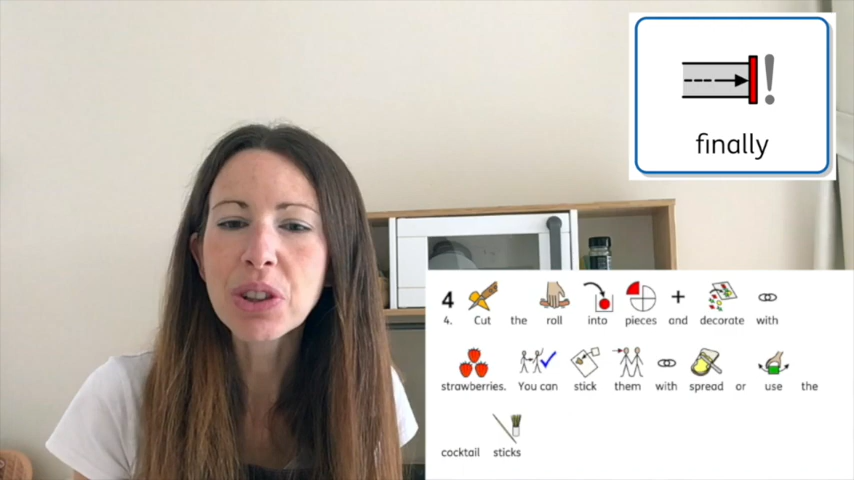 finally
4
4. Cut the roll into pieces and decorate with
strawberries. You can stick them with spread or use the
cocktail sticks